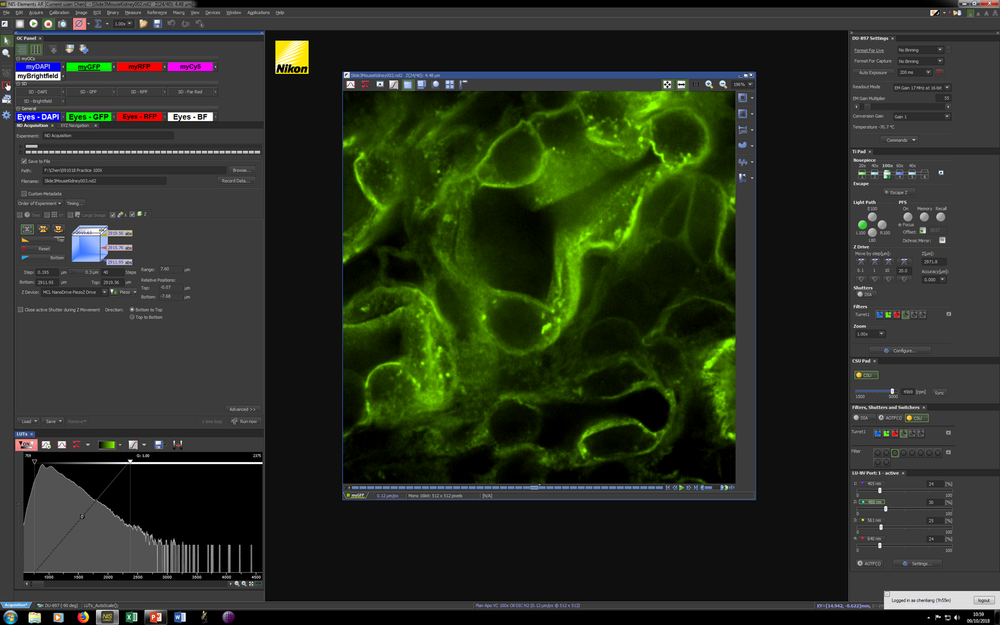 NIS-Elements AR [Current user: Chen] - [Slide3MouseKidney002.nd2 Z(24/40): 4.48 µm]
File Edit Acquire Calibration Image ROI Binary Measure Reference Macro View Devices Window Applications Help
1.00x
OC Panel
myOCs
myDAPI myGFP myRFP myCy5
myBrightfield
SD
SD - DAPI SD - GFP SD - RFP SD - Far Red
SD - Brightfield
General
Eyes - DAPI Eyes - GFP Eyes - RFP Eyes - BF
ND Acquisition XYZ Navigation
Experiment: ND Acquisition
λ:
Z:
Save to File
Path: F:\Chen\091018 Practice 100X Browse...
Filename: Slide3MouseKidney003.nd2 Record Data...
Custom Metadata
Order of Experiment Timing...
Time XY Large Image λ Z
2919.63 abs
2919.56 abs
Top
2915.76 abs
Reset
Bottom
2911.95 abs
Step: 0.195 µm 0.3 µm 40 Steps
Range: 7.60 µm
Relative Positions:
Bottom: 2911.95 µm Top: 2919.56 µm
Top: -0.07 µm
Z Device: MCL NanoDrive PiezoZ Drive Piezo
Bottom: -7.68 µm
Close active Shutter during Z Movement Direction: Bottom to Top
Top to Bottom
Advanced >>
Load Save Remove 1 time loop Run now
LUTs
ON
759 G: 1.00 2375
1000 1500 2000 2500 3000 3500 4000 4500
Nikon
Slide3MouseKidney002.nd2 Z(24/40): 4.48 µm
1:1 196%
Z
myGFP 0.12 µm/px Mono 16bit: 512 x 512 pixels [N/A]
DU-897 Settings
Format For Live No Binning
Format For Capture No Binning
Auto Exposure 200 ms
Readout Mode EM Gain 17 MHz at 16-bit
EM Gain Multiplier 55
Conversion Gain Gain 1
Temperature -70.7 °C
Commands
Ti Pad
Nosepiece
20x 40x 100x 60x 40x
1 2 3 4 5 6
Escape
Escape Z
Light Path PFS
E100 On Memory Recall
Focus
L100 R100 Offset: 5037
L80 Dichroic Mirror: IN
Z Drive
Move by step[µm]: Z[µm]:
2971.8
0.1 1 10 20.0 Accuracy[µm]:
0.000
Shutters
DIA
Filters
Turret1
Zoom
1.00x
Configure...
CSU Pad
CSU
4569 [rpm] Sync
1500 5000
Filters, Shutters and Switchers
DIA AOTF(1) CSU
Turret1
Filter
LU-NV Port: 1 - active
1: 405 nm 24 [%]
0 100
2: 488 nm 30 [%]
0 100
3: 561 nm 25 [%]
0 100
4: 640 nm 24 [%]
0 100
AOTF(1) Settings...
Logged in as chenliang (1h55m) logout
Acquisition* DU-897 (-90 deg) LUTs_AutoScale(); Plan Apo VC 100x Oil DIC N2 (0.12 µm/px @ 512 x 512) XY=[14.942, -0.622]mm,
NIS
10:59
09/10/2018